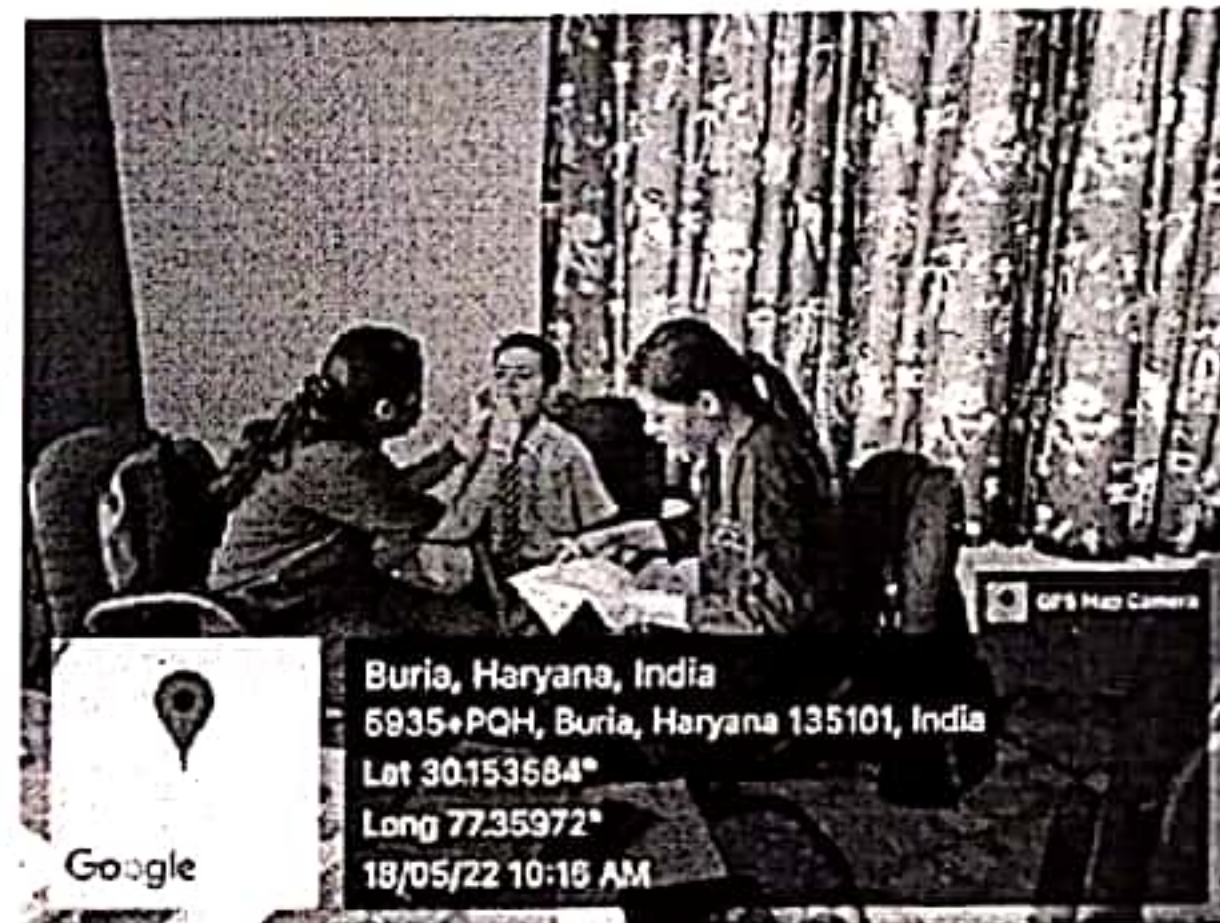 GPS Map Camera
Buria, Haryana, India
5935+PQH, Buria, Haryana 135101, India
Lat 30.153684°
Long 77.35972°
18/05/22 10:16 AM
Google